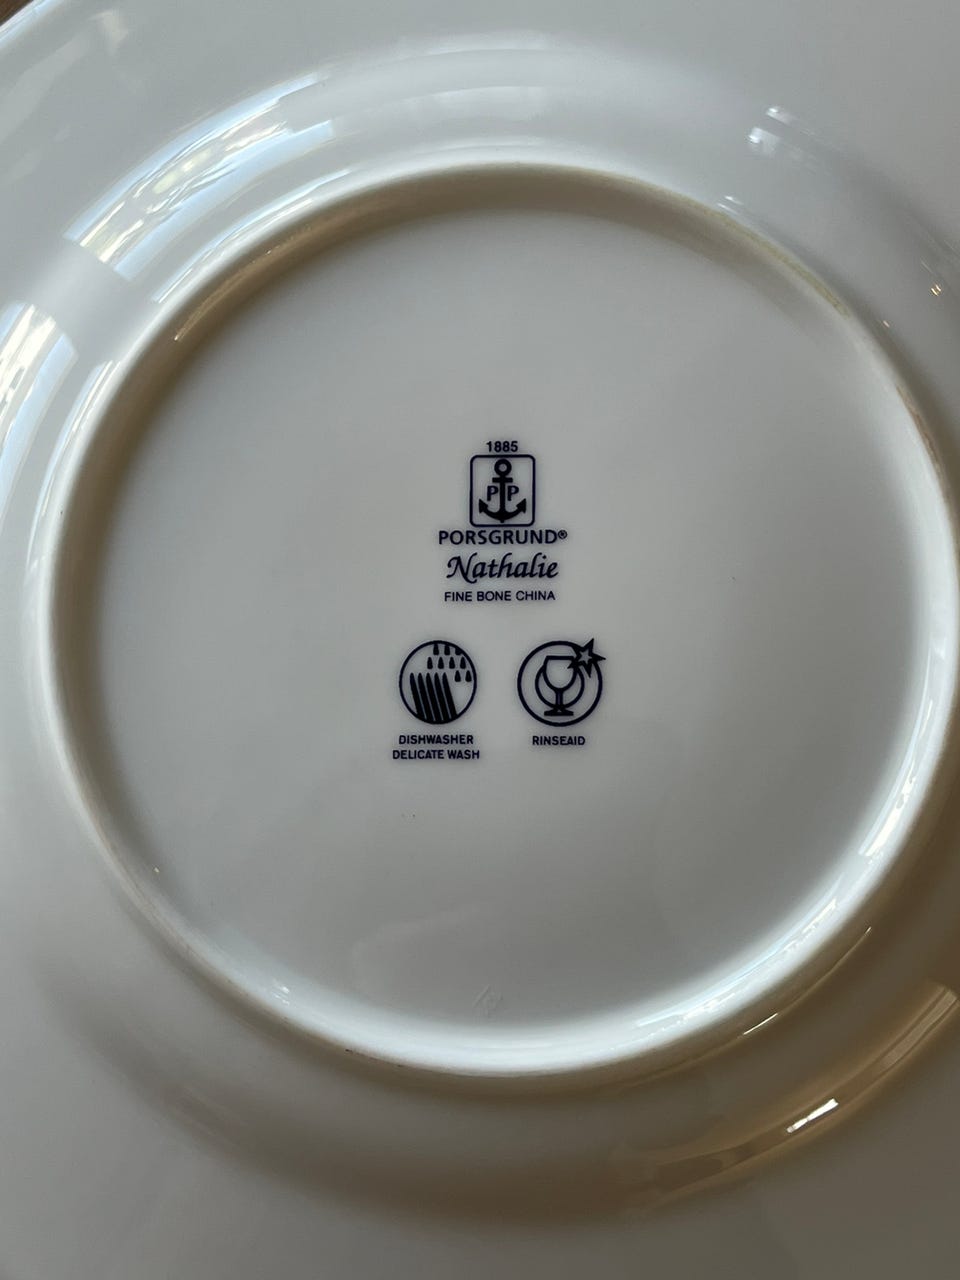 1885
P P
PORSGRUND®
Nathalie
FINE BONE CHINA
DISHWASHER
DELICATE WASH
RINSEAID